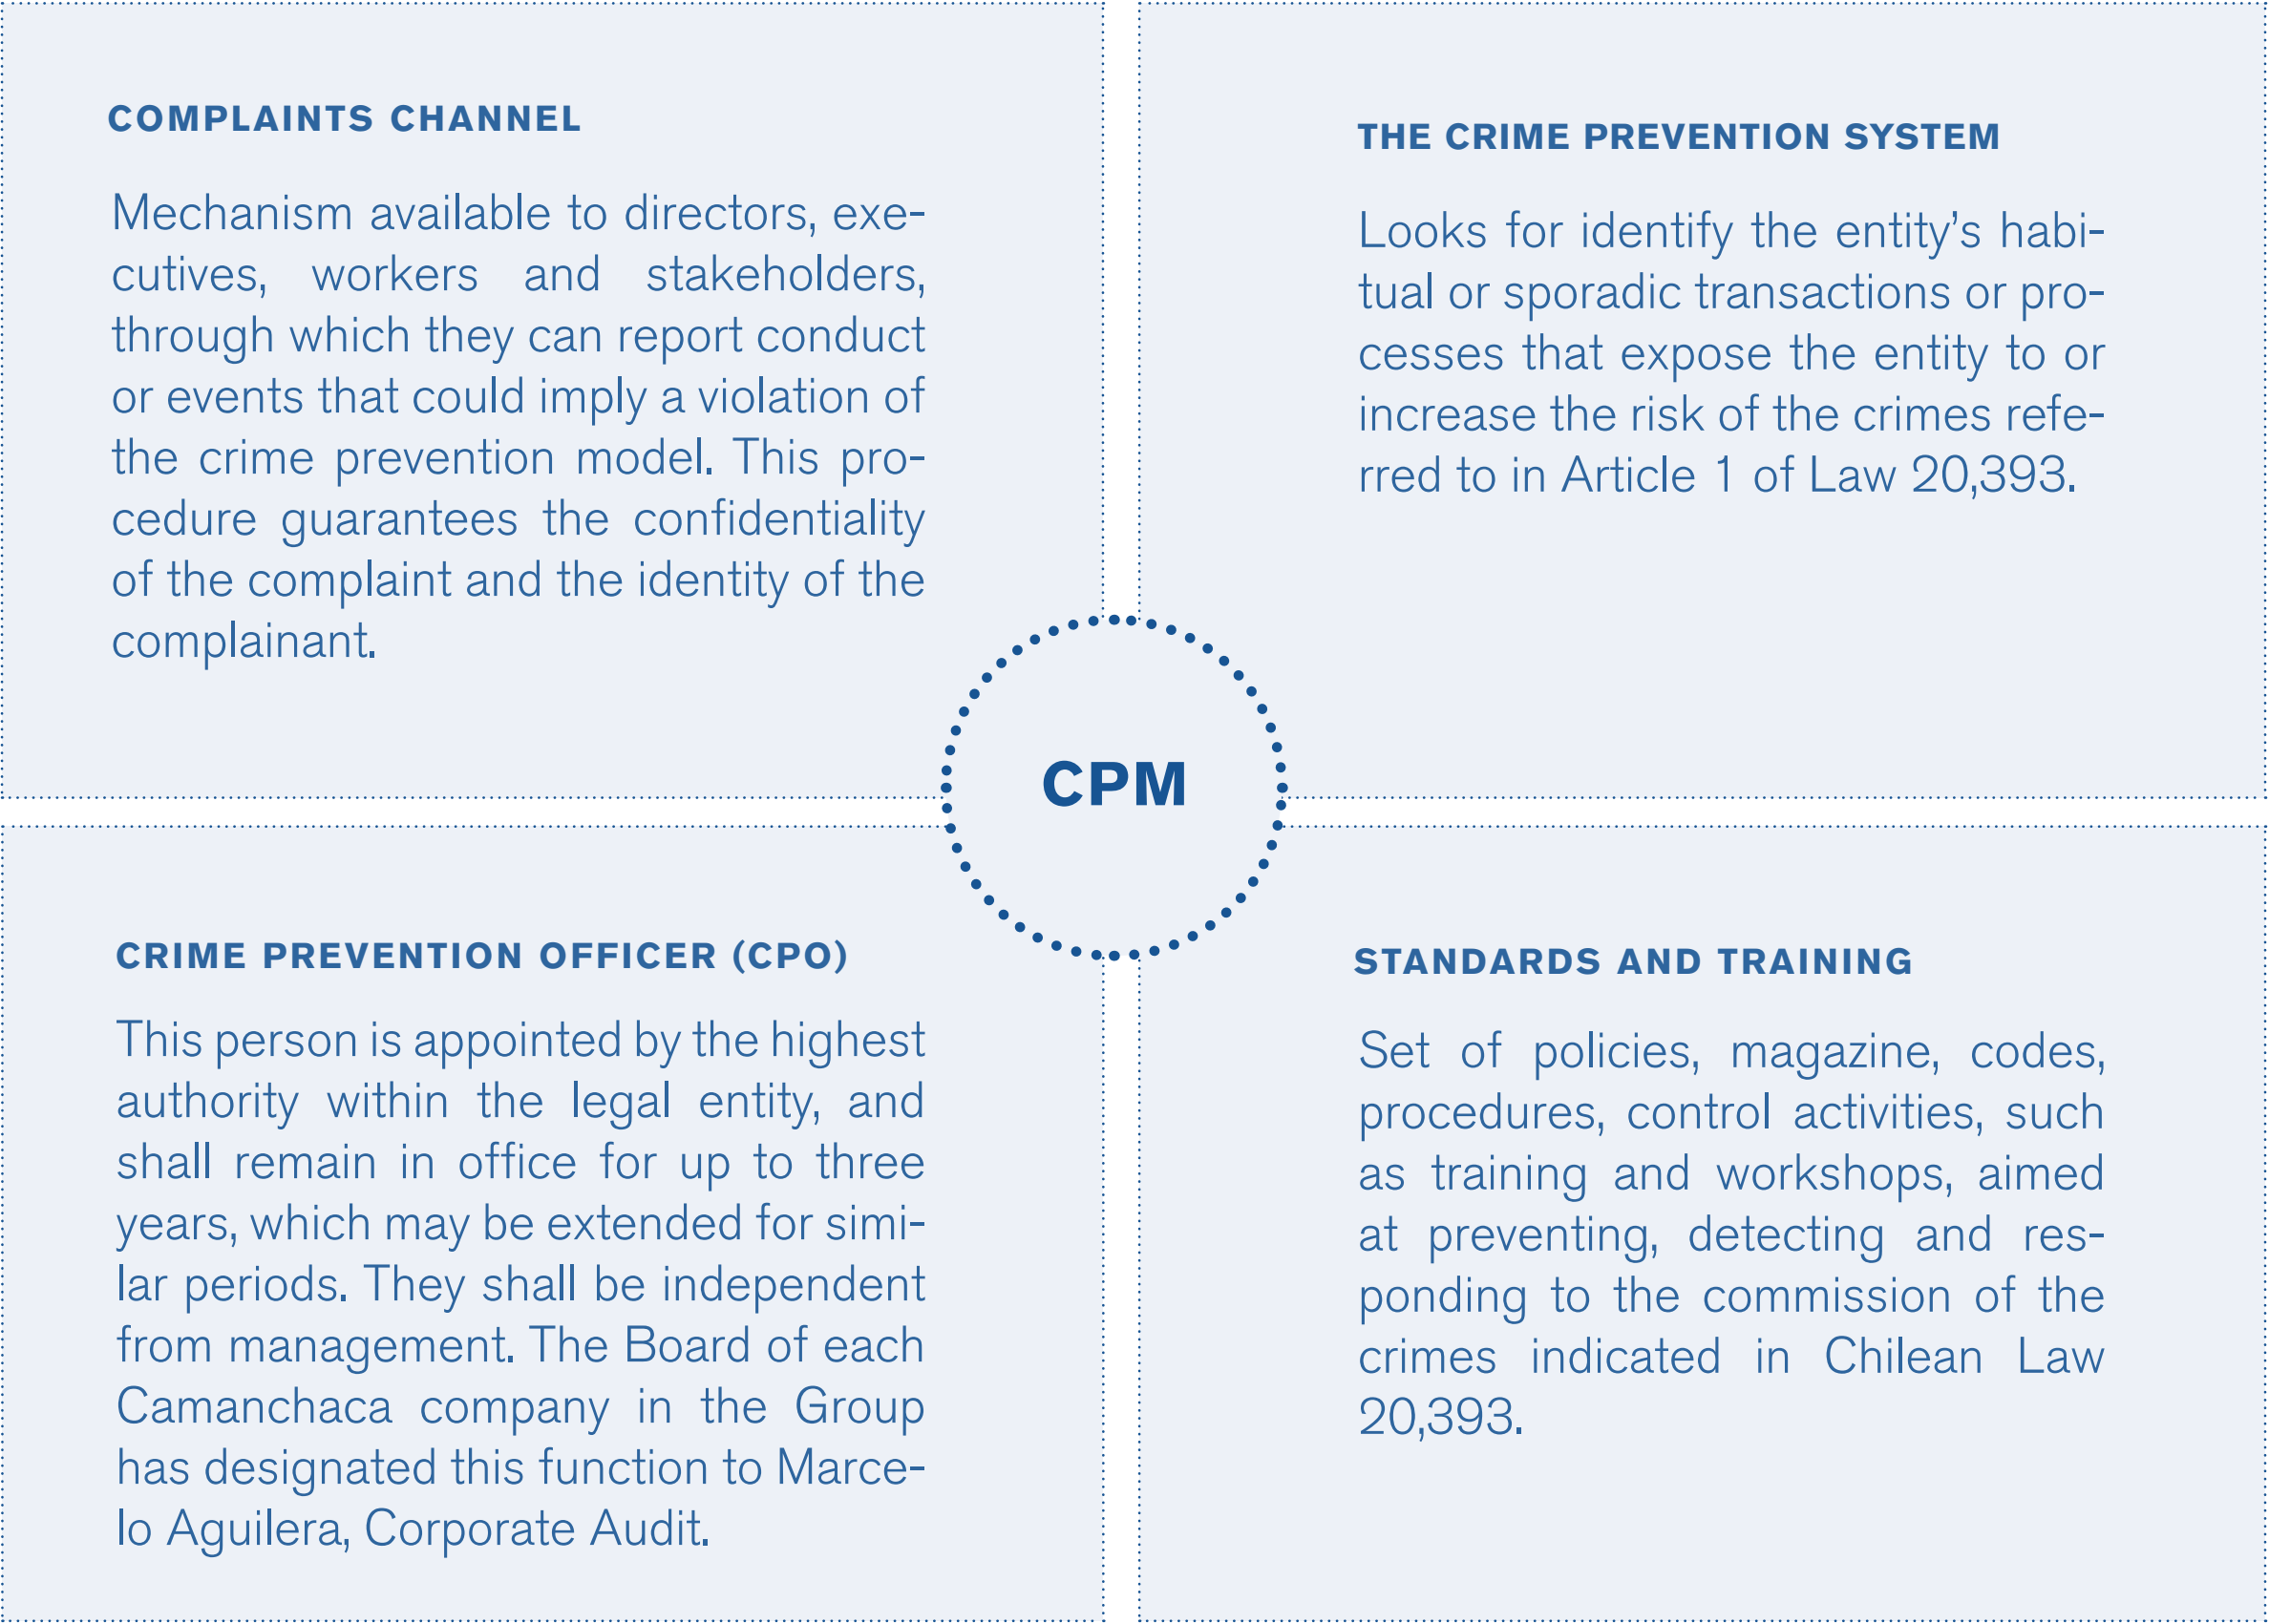 COMPLAINTS CHANNEL
Mechanism available to directors, exe-
cutives, workers and stakeholders,
through which they can report conduct
or events that could imply a violation of
the crime prevention model. This pro-
cedure guarantees the confidentiality
of the complaint and the identity of the
complainant.
THE CRIME PREVENTION SYSTEM
Looks for identify the entity’s habi-
tual or sporadic transactions or pro-
cesses that expose the entity to or
increase the risk of the crimes refe-
rred to in Article 1 of Law 20,393.
CPM
CRIME PREVENTION OFFICER (CPO)
This person is appointed by the highest
authority within the legal entity, and
shall remain in office for up to three
years, which may be extended for simi-
lar periods. They shall be independent
from management. The Board of each
Camanchaca company in the Group
has designated this function to Marce-
lo Aguilera, Corporate Audit.
STANDARDS AND TRAINING
Set of policies, magazine, codes,
procedures, control activities, such
as training and workshops, aimed
at preventing, detecting and res-
ponding to the commission of the
crimes indicated in Chilean Law
20,393.